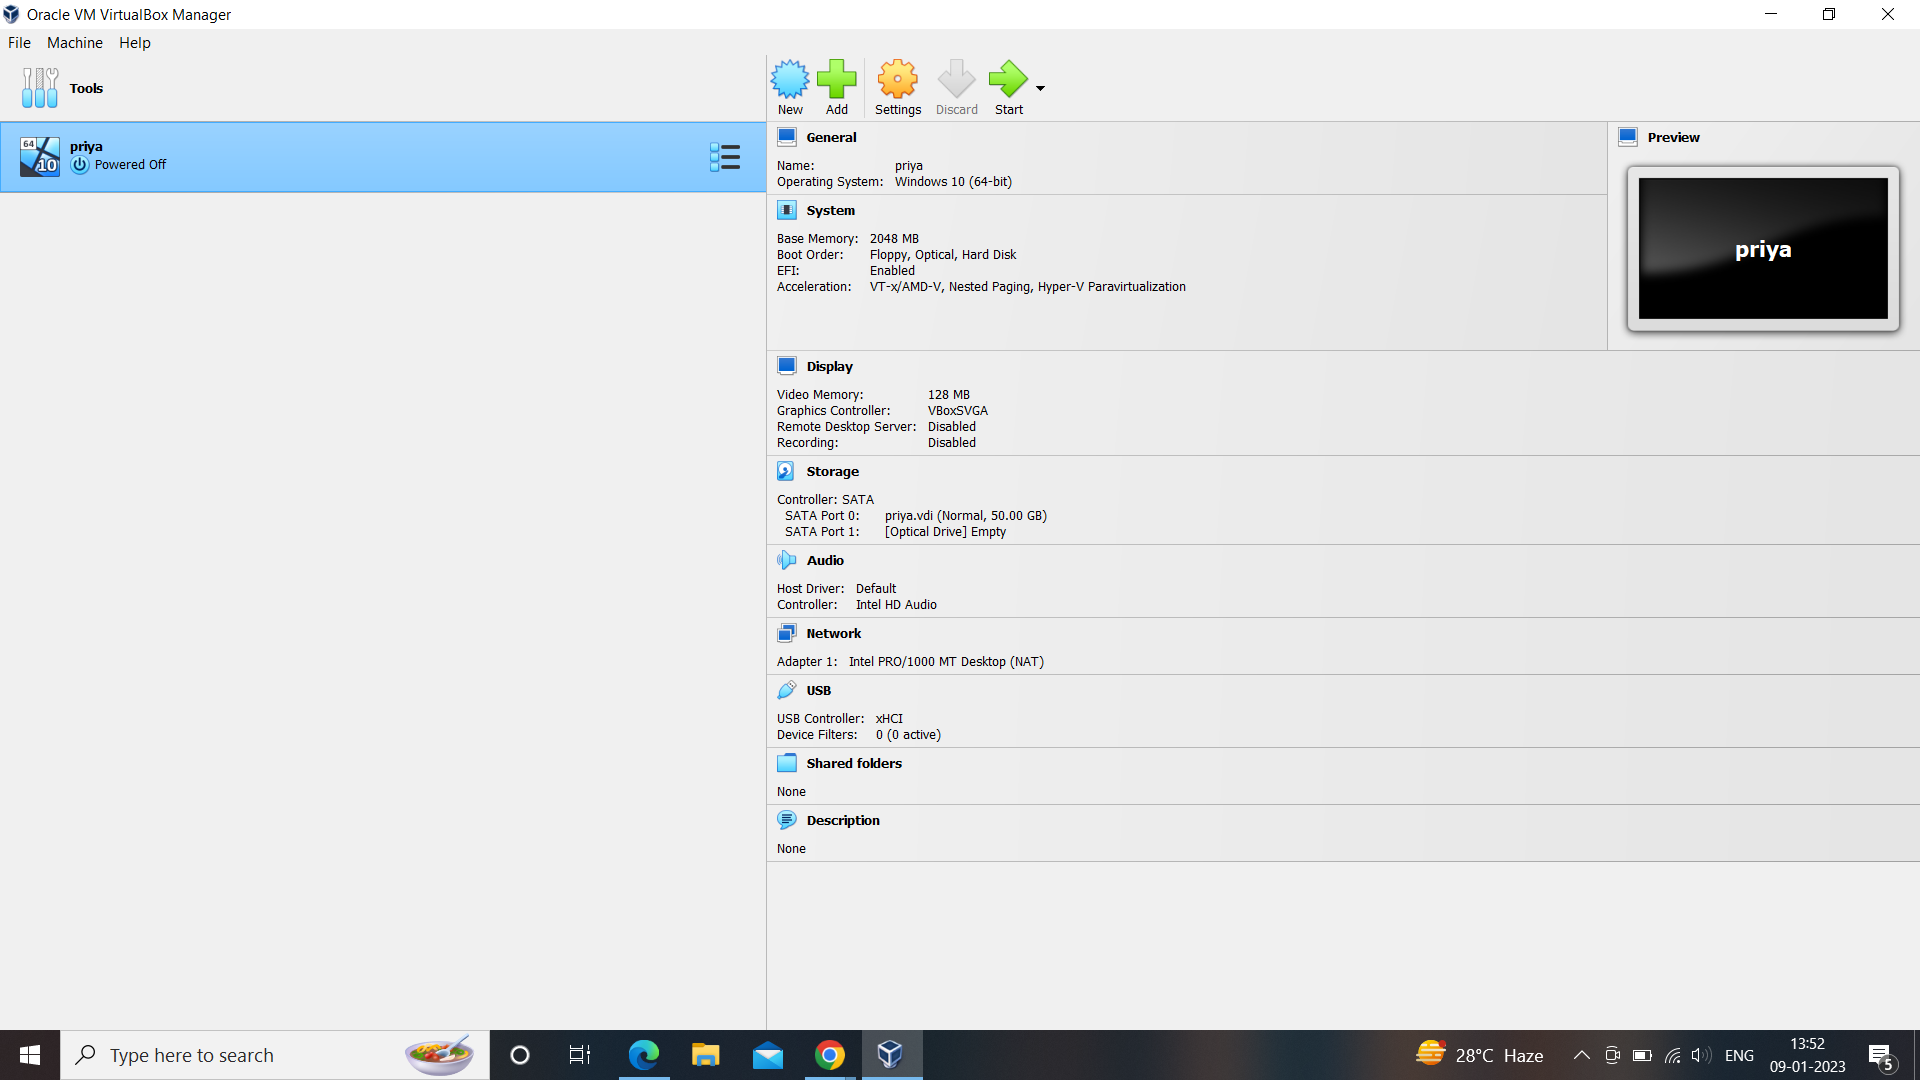 Oracle VM VirtualBox Manager
File Machine Help
Tools
New Add Settings Discard Start
64
10
priya
Powered Off
General
Name: priya
Operating System: Windows 10 (64-bit)
Preview
priya
System
Base Memory: 2048 MB
Boot Order: Floppy, Optical, Hard Disk
EFI: Enabled
Acceleration: VT-x/AMD-V, Nested Paging, Hyper-V Paravirtualization
Display
Video Memory: 128 MB
Graphics Controller: VBoxSVGA
Remote Desktop Server: Disabled
Recording: Disabled
Storage
Controller: SATA
SATA Port 0: priya.vdi (Normal, 50.00 GB)
SATA Port 1: [Optical Drive] Empty
Audio
Host Driver: Default
Controller: Intel HD Audio
Network
Adapter 1: Intel PRO/1000 MT Desktop (NAT)
USB
USB Controller: xHCI
Device Filters: 0 (0 active)
Shared folders
None
Description
None
Type here to search
28°C Haze
ENG
13:52
09-01-2023
5